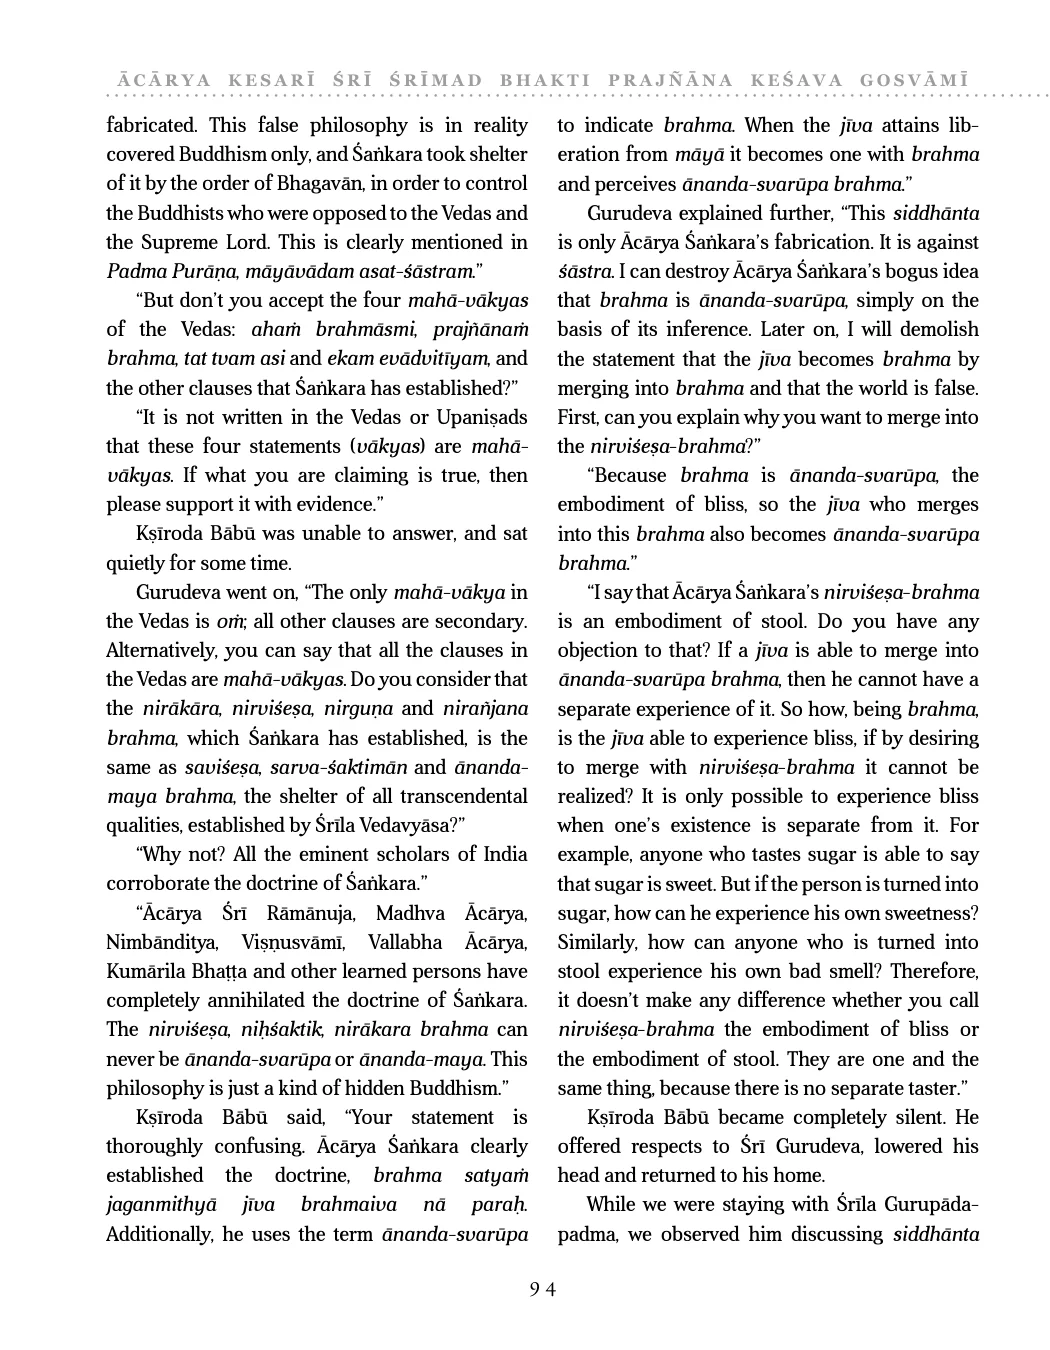 ĀCĀRYA KESARĪ ŚRĪ ŚRĪMAD BHAKTI PRAJÑĀNA KEŚAVA GOSVĀMĪ
fabricated. This false philosophy is in reality
covered Buddhism only, and Śaṅkara took shelter
of it by the order of Bhagavān, in order to control
the Buddhists who were opposed to the Vedas and
the Supreme Lord. This is clearly mentioned in
Padma Purāṇa, māyāvādam asat-śāstram.”
“But don’t you accept the four mahā-vākyas
of the Vedas: ahaṁ brahmāsmi, prajñānaṁ
brahma, tat tvam asi and ekam evādvitīyam, and
the other clauses that Śaṅkara has established?”
“It is not written in the Vedas or Upaniṣads
that these four statements (vākyas) are mahā-
vākyas. If what you are claiming is true, then
please support it with evidence.”
Kṣīroda Bābū was unable to answer, and sat
quietly for some time.
Gurudeva went on, “The only mahā-vākya in
the Vedas is oṁ; all other clauses are secondary.
Alternatively, you can say that all the clauses in
the Vedas are mahā-vākyas. Do you consider that
the nirākāra, nirviśeṣa, nirguṇa and nirañjana
brahma, which Śaṅkara has established, is the
same as saviśeṣa, sarva-śaktimān and ānanda-
maya brahma, the shelter of all transcendental
qualities, established by Śrīla Vedavyāsa?”
“Why not? All the eminent scholars of India
corroborate the doctrine of Śaṅkara.”
“Ācārya Śrī Rāmānuja, Madhva Ācārya,
Nimbānditya, Viṣṇusvāmī, Vallabha Ācārya,
Kumārila Bhaṭṭa and other learned persons have
completely annihilated the doctrine of Śaṅkara.
The nirviśeṣa, niḥśaktik, nirākara brahma can
never be ānanda-svarūpa or ānanda-maya. This
philosophy is just a kind of hidden Buddhism.”
Kṣīroda Bābū said, “Your statement is
thoroughly confusing. Ācārya Śaṅkara clearly
established the doctrine, brahma satyaṁ
jaganmithyā jīva brahmaiva nā paraḥ.
Additionally, he uses the term ānanda-svarūpa
to indicate brahma. When the jīva attains lib-
eration from māyā it becomes one with brahma
and perceives ānanda-svarūpa brahma.”
Gurudeva explained further, “This siddhānta
is only Ācārya Śaṅkara’s fabrication. It is against
śāstra. I can destroy Ācārya Śaṅkara’s bogus idea
that brahma is ānanda-svarūpa, simply on the
basis of its inference. Later on, I will demolish
the statement that the jīva becomes brahma by
merging into brahma and that the world is false.
First, can you explain why you want to merge into
the nirviśeṣa-brahma?”
“Because brahma is ānanda-svarūpa, the
embodiment of bliss, so the jīva who merges
into this brahma also becomes ānanda-svarūpa
brahma.”
“I say that Ācārya Śaṅkara’s nirviśeṣa-brahma
is an embodiment of stool. Do you have any
objection to that? If a jīva is able to merge into
ānanda-svarūpa brahma, then he cannot have a
separate experience of it. So how, being brahma,
is the jīva able to experience bliss, if by desiring
to merge with nirviśeṣa-brahma it cannot be
realized? It is only possible to experience bliss
when one’s existence is separate from it. For
example, anyone who tastes sugar is able to say
that sugar is sweet. But if the person is turned into
sugar, how can he experience his own sweetness?
Similarly, how can anyone who is turned into
stool experience his own bad smell? Therefore,
it doesn’t make any difference whether you call
nirviśeṣa-brahma the embodiment of bliss or
the embodiment of stool. They are one and the
same thing, because there is no separate taster.”
Kṣīroda Bābū became completely silent. He
offered respects to Śrī Gurudeva, lowered his
head and returned to his home.
While we were staying with Śrīla Gurupāda-
padma, we observed him discussing siddhānta
94